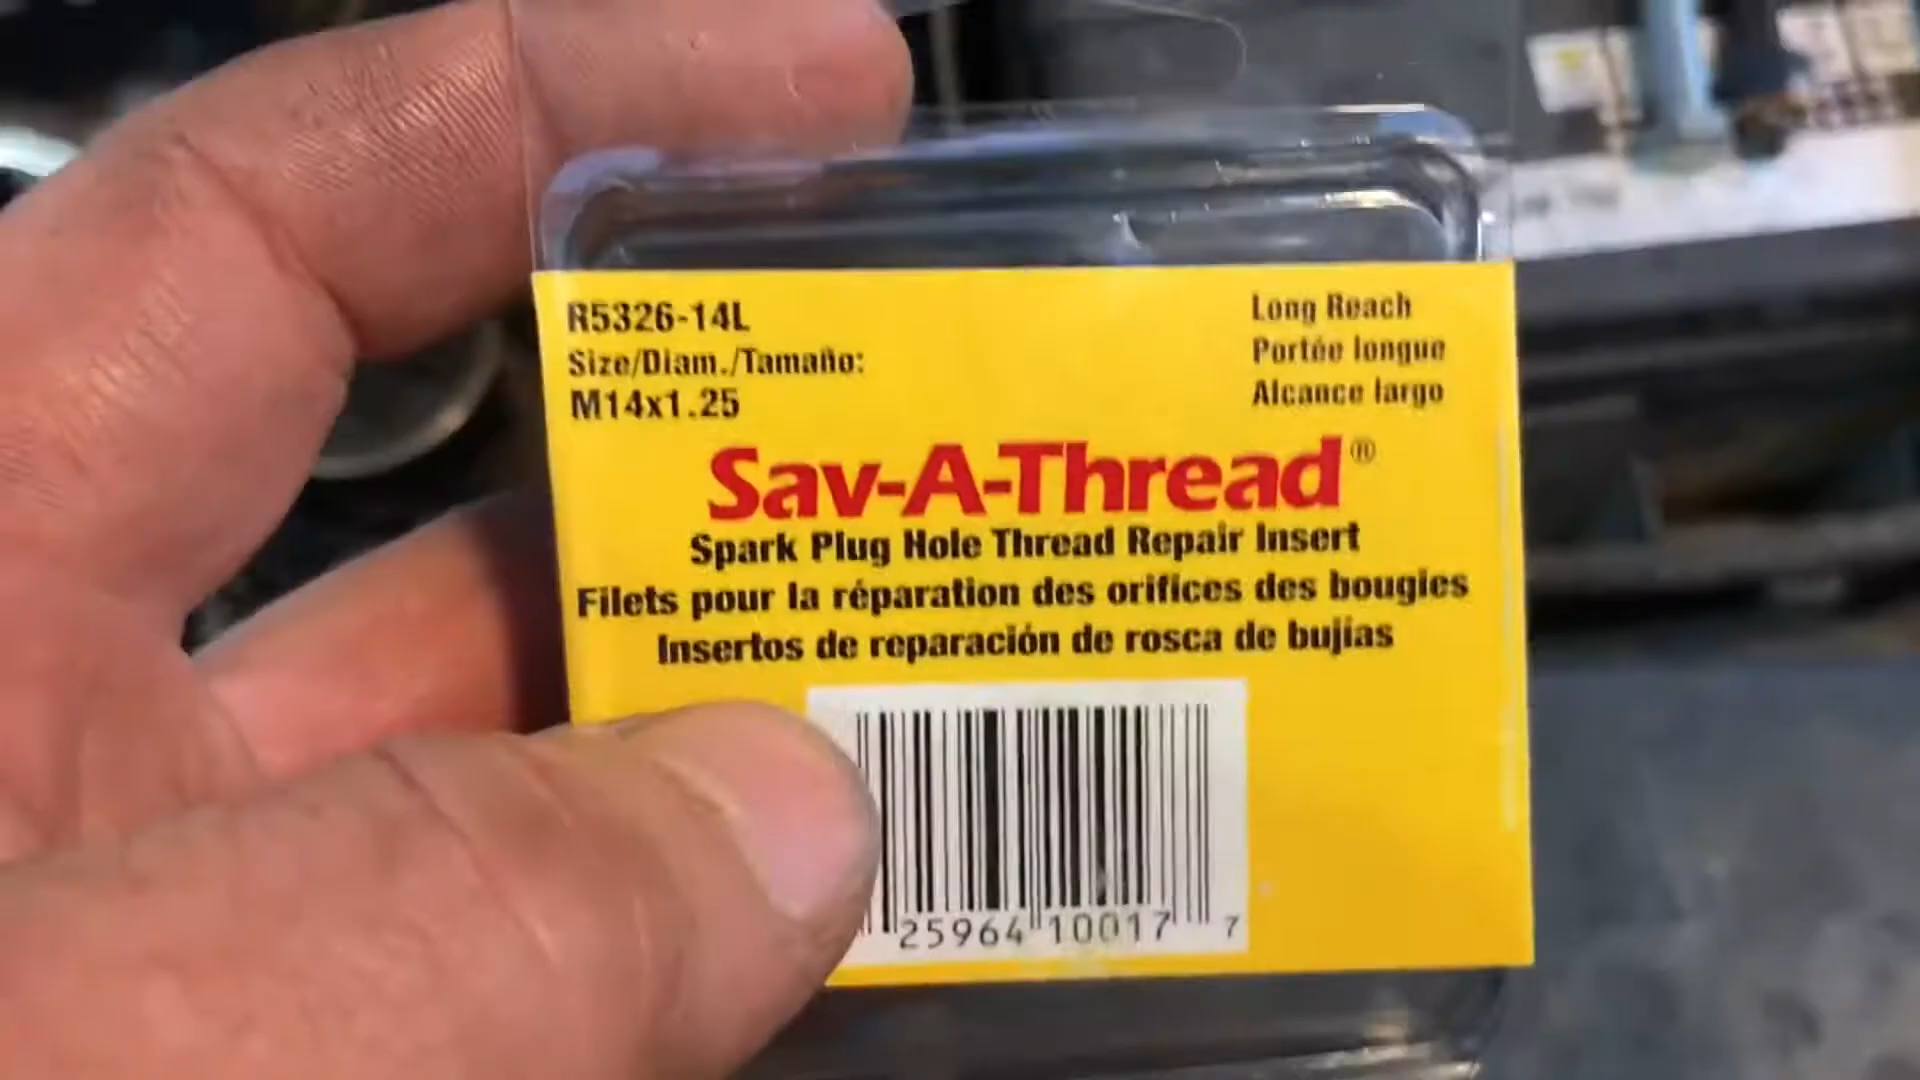 R5326-14L
Size/Diam./Tamaño:
M14x1.25
Long Reach
Portée longue
Alcance largo
Sav-A-Thread®
Spark Plug Hole Thread Repair Insert
Filets pour la réparation des orifices des bougies
Insertos de reparación de rosca de bujías
25964 10017 7